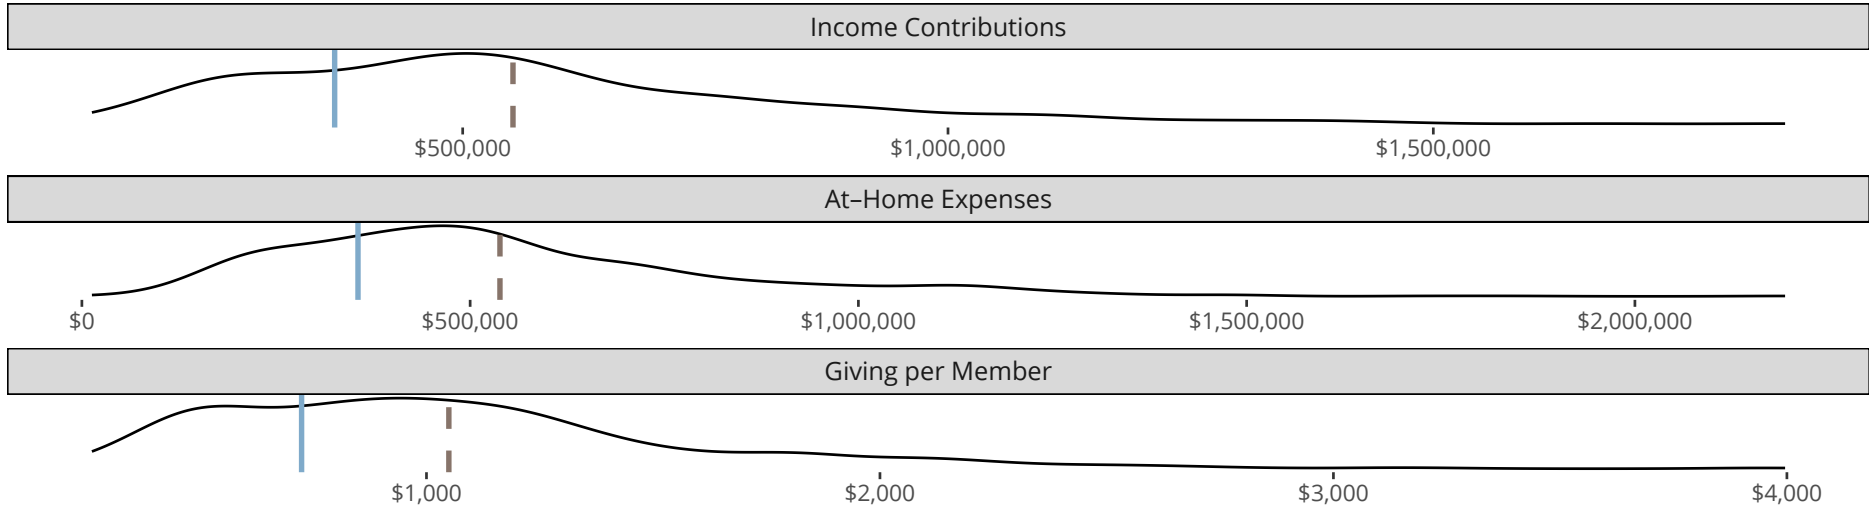 Income Contributions
$500,000 $1,000,000 $1,500,000
At–Home Expenses
$0 $500,000 $1,000,000 $1,500,000 $2,000,000
Giving per Member
$1,000 $2,000 $3,000 $4,000